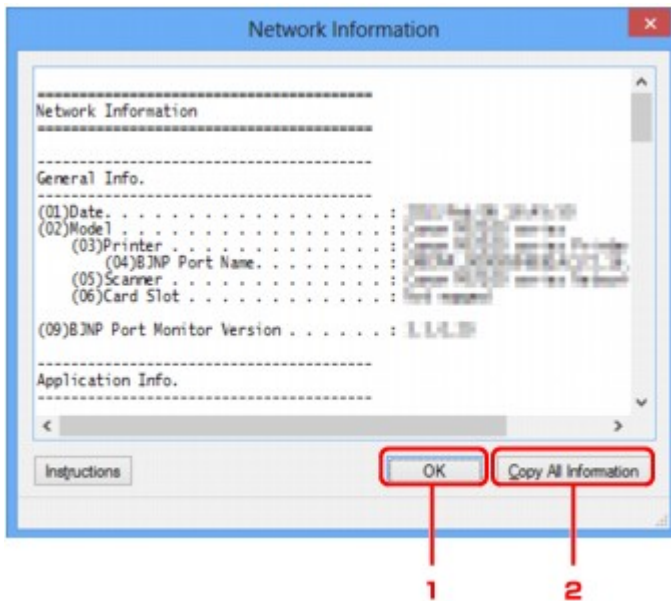 Network Information
========================================
Network Information
========================================
----------------------------------------
General Info.
----------------------------------------
(01)Date. . . . . . . . . . . . . . . . . :
(02)Model . . . . . . . . . . . . . . . . :
(03)Printer . . . . . . . . . . . . . :
(04)BJNP Port Name. . . . . . . . :
(05)Scanner . . . . . . . . . . . . . :
(06)Card Slot . . . . . . . . . . . . :
(09)BJNP Port Monitor Version . . . . . . :
----------------------------------------
Application Info.
----------------------------------------
Instructions OK Copy All Information
1 2